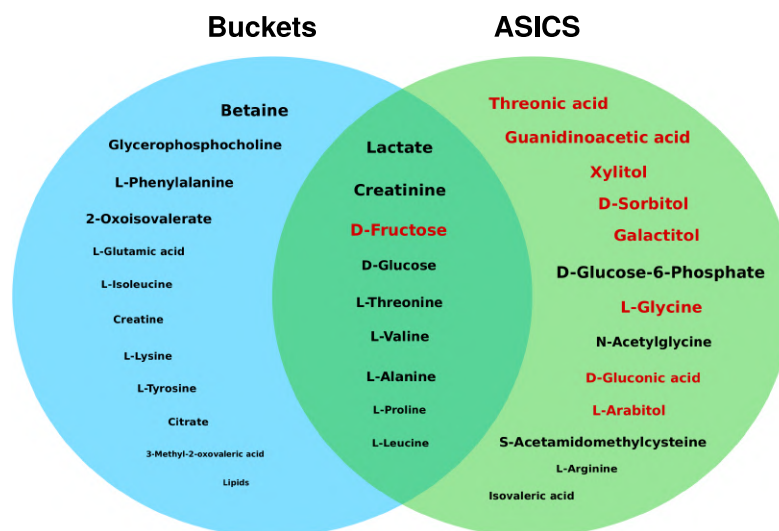 Buckets
ASICS
Betaine
Glycerophosphocholine
L-Phenylalanine
2-Oxoisovalerate
L-Glutamic acid
L-Isoleucine
Creatine
L-Lysine
L-Tyrosine
Citrate
3-Methyl-2-oxovaleric acid
Lipids
Lactate
Creatinine
D-Fructose
D-Glucose
L-Threonine
L-Valine
L-Alanine
L-Proline
L-Leucine
Threonic acid
Guanidinoacetic acid
Xylitol
D-Sorbitol
Galactitol
D-Glucose-6-Phosphate
L-Glycine
N-Acetylglycine
D-Gluconic acid
L-Arabitol
S-Acetamidomethylcysteine
L-Arginine
Isovaleric acid